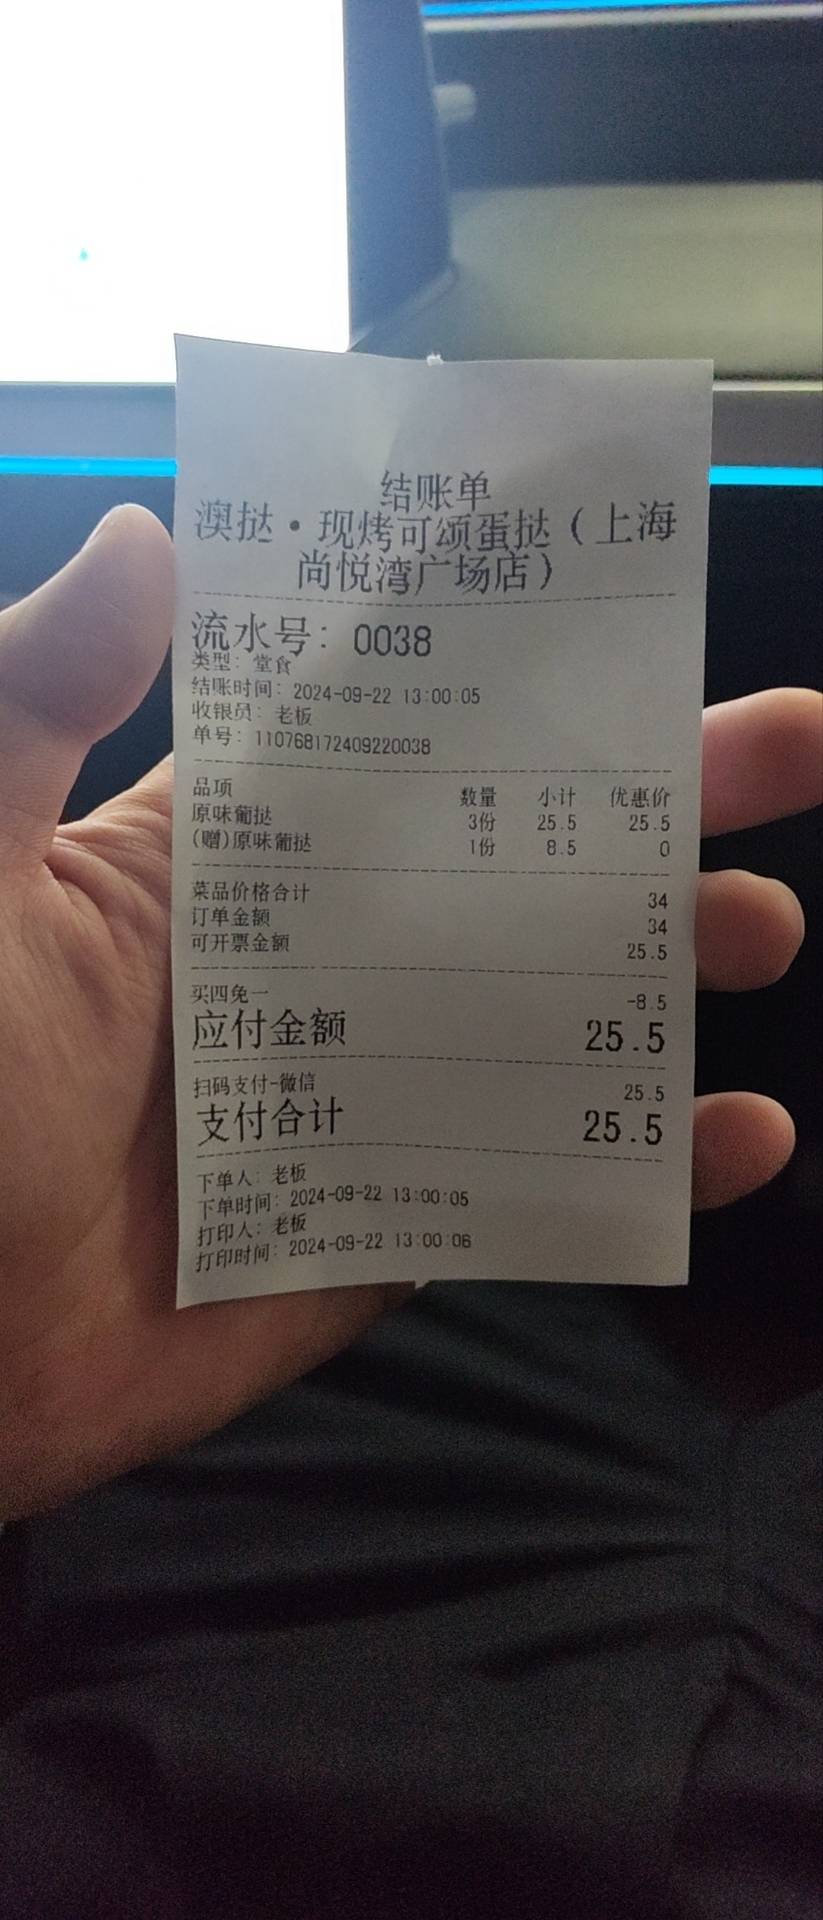 结账单
澳挞·现烤可颂蛋挞（上海
尚悦湾广场店）
流水号: 0038
类型: 堂食
结账时间: 2024-09-22 13:00:05
收银员: 老板
单号: 110768172409220038
品项 数量 小计 优惠价
原味葡挞 3份 25.5 25.5
(赠)原味葡挞 1份 8.5 0
菜品价格合计 34
订单金额 34
可开票金额 25.5
买四免一 -8.5
应付金额 25.5
扫码支付-微信 25.5
支付合计 25.5
下单人: 老板
下单时间: 2024-09-22 13:00:05
打印人: 老板
打印时间: 2024-09-22 13:00:06